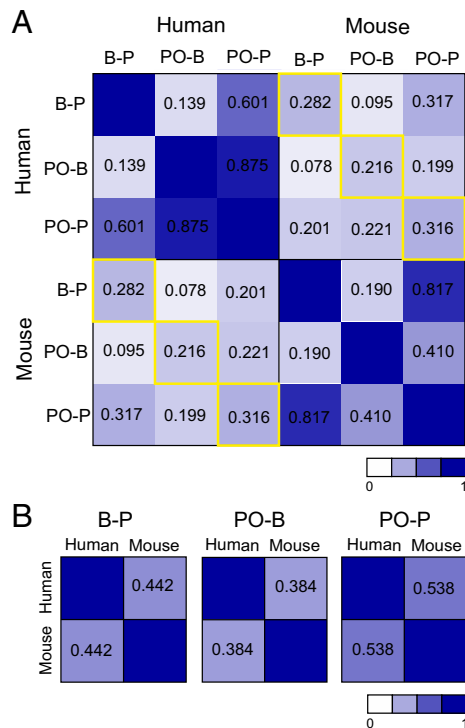 A
Human Mouse
B-P PO-B PO-P B-P PO-B PO-P
Human
Mouse
B-P 0.139 0.601 0.282 0.095 0.317
PO-B 0.139 0.875 0.078 0.216 0.199
PO-P 0.601 0.875 0.201 0.221 0.316
B-P 0.282 0.078 0.201 0.190 0.817
PO-B 0.095 0.216 0.221 0.190 0.410
PO-P 0.317 0.199 0.316 0.817 0.410
0 1
B
B-P PO-B PO-P
Human Mouse Human Mouse Human Mouse
Human 0.442 0.384 0.538
Mouse 0.442 0.384 0.538
0 1